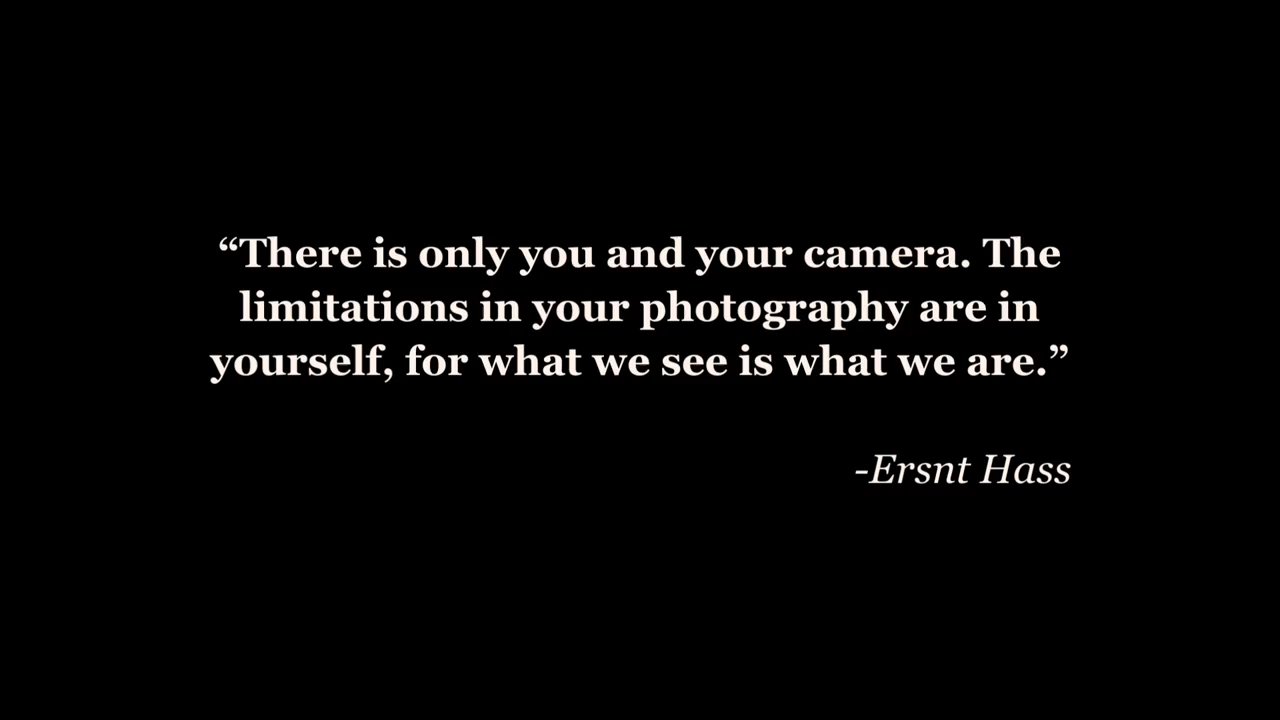 “There is only you and your camera. The
limitations in your photography are in
yourself, for what we see is what we are.”
-Ersnt Hass